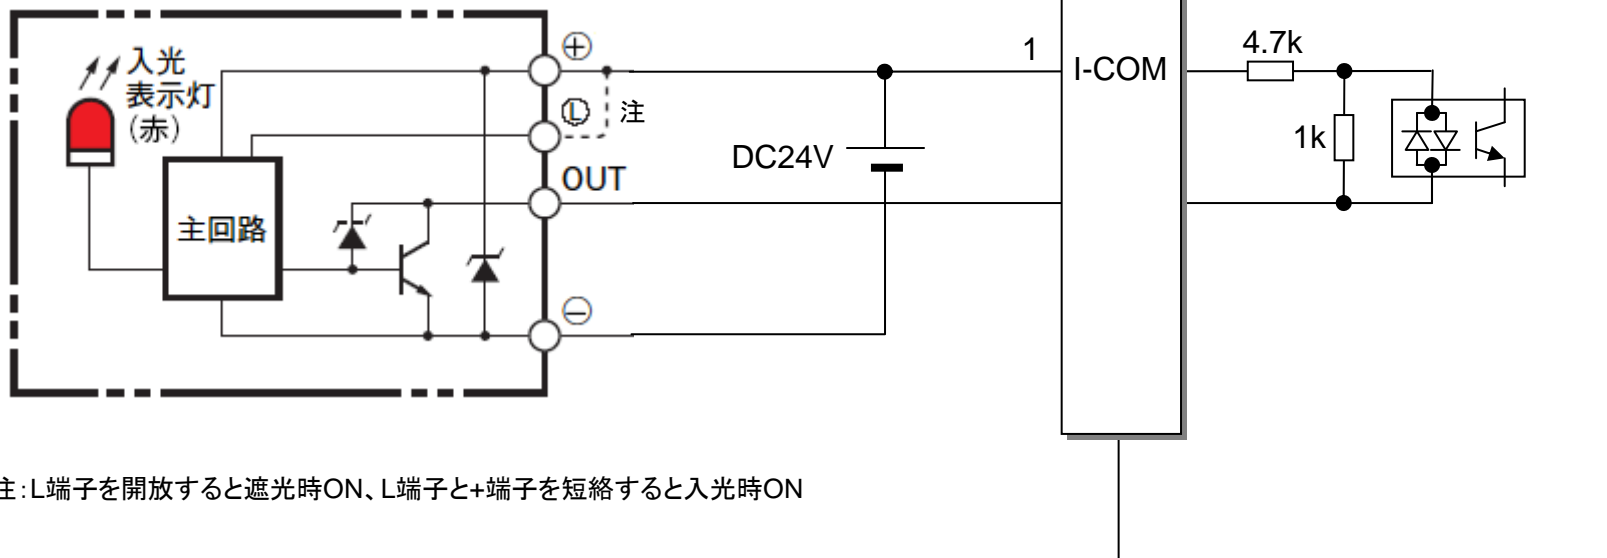 入光
表示灯
(赤)
主回路
⊕
Ⓛ
注
OUT
⊖
DC24V
1
I-COM
4.7k
1k
注:L端子を開放すると遮光時ON、L端子と+端子を短絡すると入光時ON